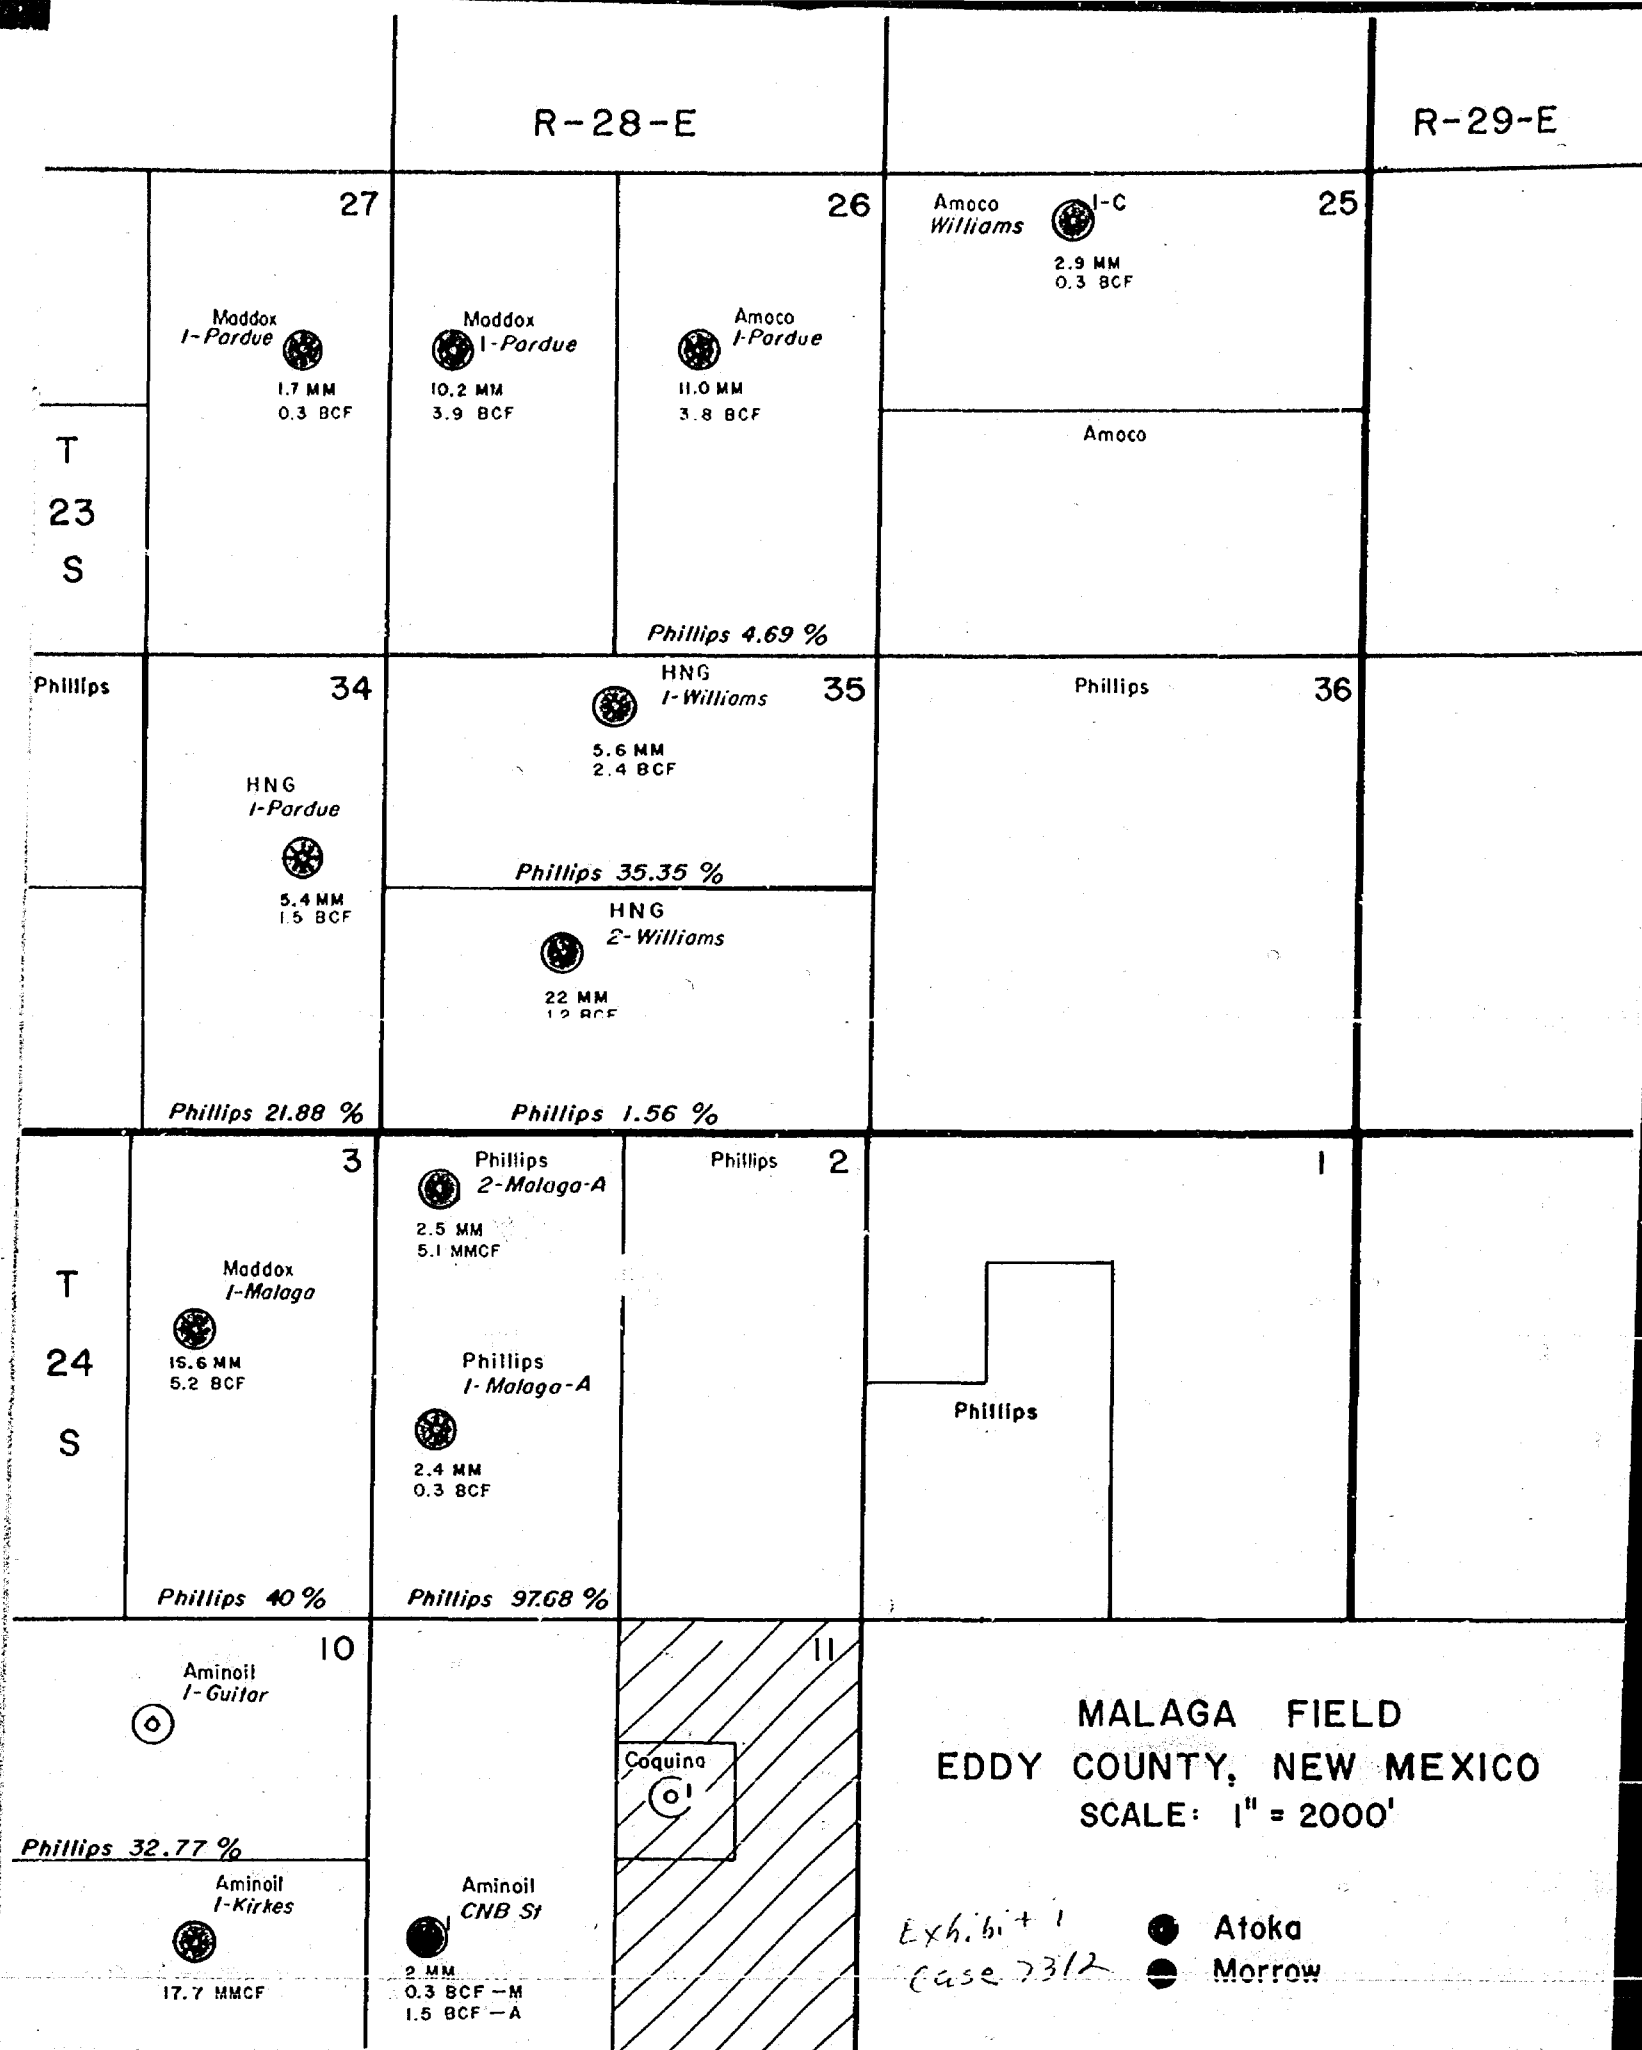 R-28-E
R-29-E
27
26
25
Amoco
Williams
1-C
2.9 MM
0.3 BCF
Maddox
1-Pardue
1.7 MM
0.3 BCF
Maddox
1-Pardue
10.2 MM
3.9 BCF
Amoco
1-Pardue
11.0 MM
3.8 BCF
Amoco
T
23
S
Phillips 4.69 %
Phillips
34
HNG
1-Williams
35
Phillips
36
5.6 MM
2.4 BCF
HNG
1-Pardue
5.4 MM
1.5 BCF
Phillips 35.35 %
HNG
2-Williams
22 MM
1.2 BCF
Phillips 21.88 %
Phillips 1.56 %
3
Phillips
2-Malaga-A
2.5 MM
5.1 MMCF
Phillips
2
1
T
24
S
Maddox
1-Malaga
15.6 MM
5.2 BCF
Phillips
1-Malaga-A
2.4 MM
0.3 BCF
Phillips
Phillips 40 %
Phillips 97.68 %
10
11
Aminoil
1-Guitar
Coquina
1
Phillips 32.77 %
Aminoil
1-Kirkes
17.7 MMCF
Aminoil
CNB St
1
2 MM
0.3 BCF -M
1.5 BCF -A
MALAGA FIELD
EDDY COUNTY, NEW MEXICO
SCALE: 1" = 2000'
Exhibit 1
Case 7312
Atoka
Morrow